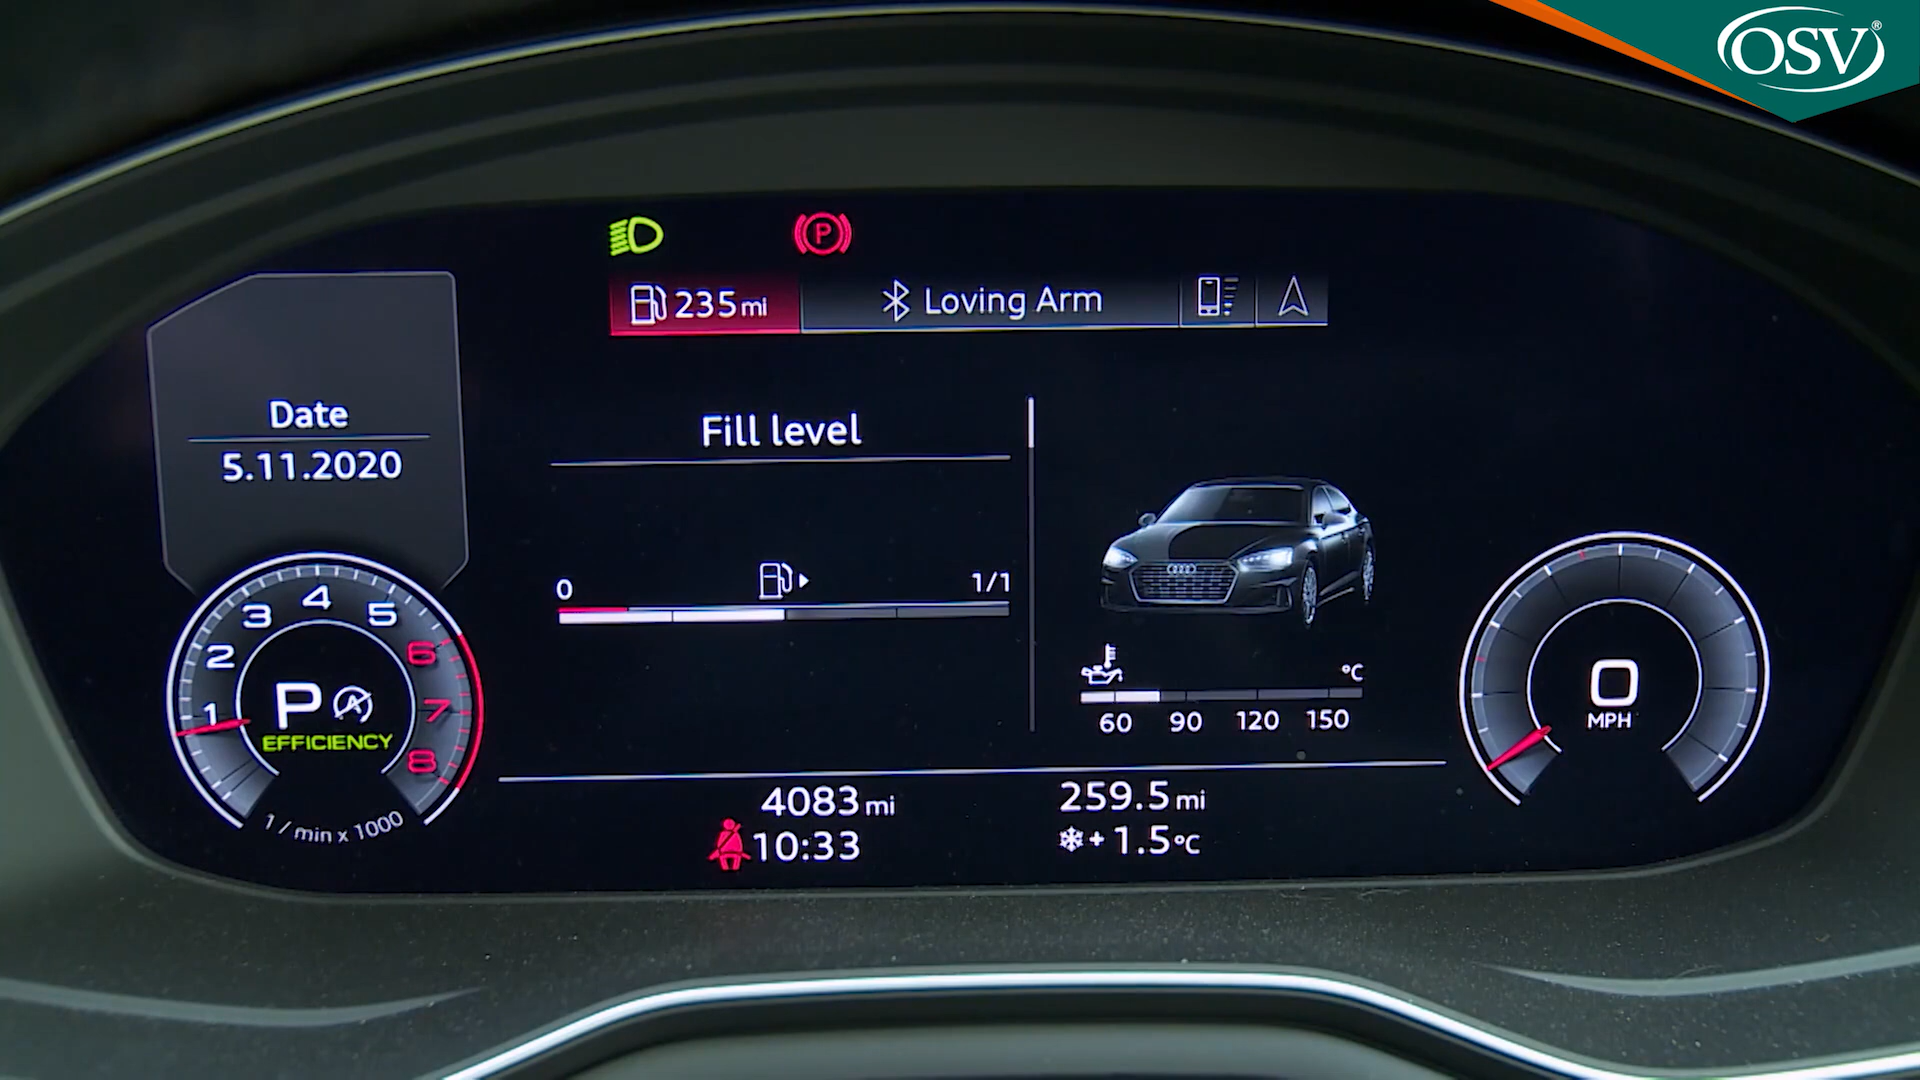 OSV®
P
235 mi
Loving Arm
Date
5.11.2020
Fill level
0
1/1
1
2
3
4
5
6
7
8
P A
EFFICIENCY
1 / min x 1000
°C
60 90 120 150
0
MPH
4083 mi
259.5 mi
10:33
+ 1.5 °C